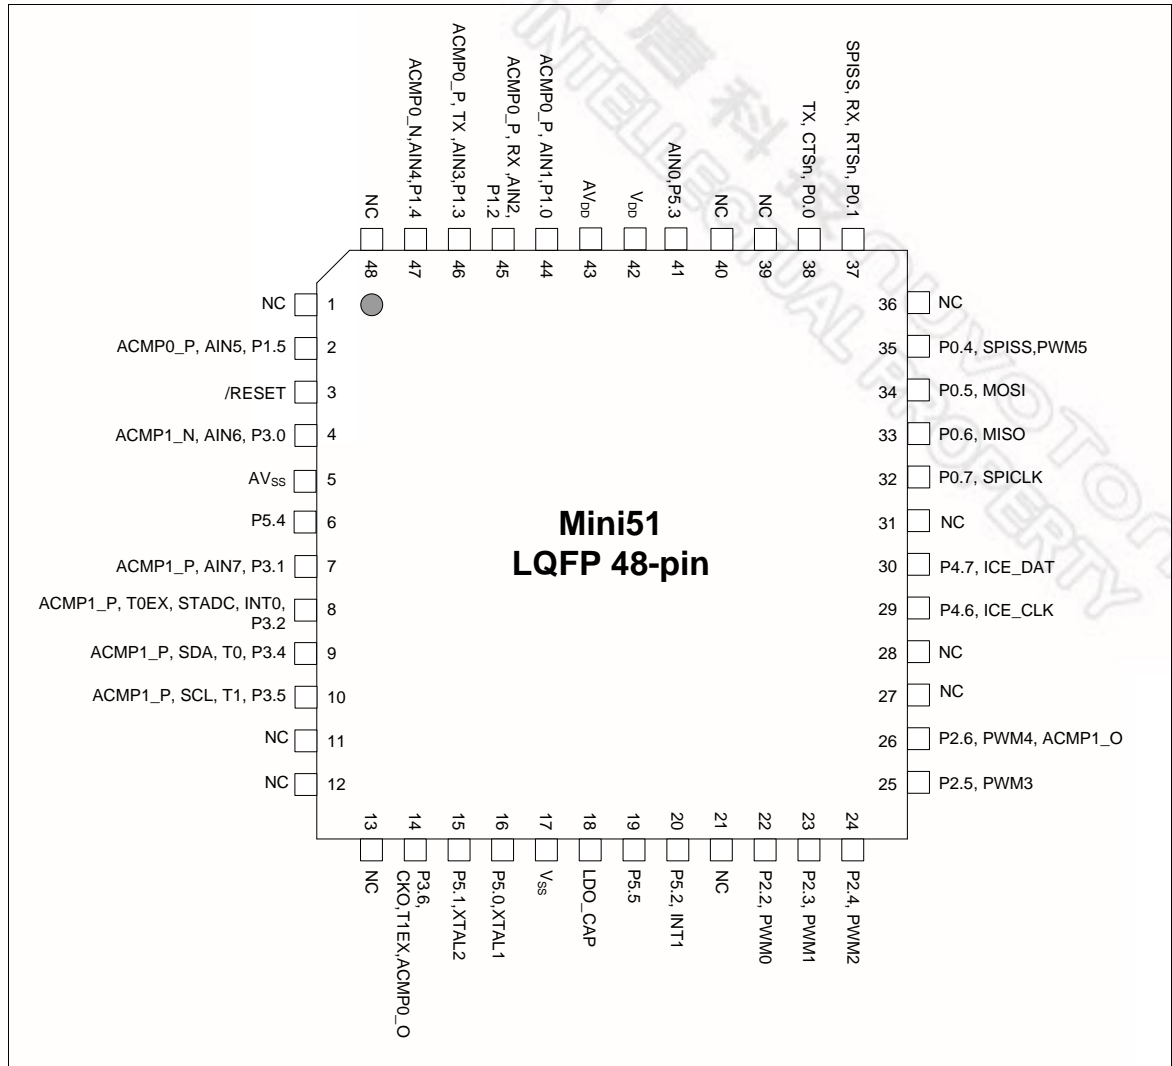 ACMP0_N,AIN4,P1.4
ACMP0_P, TX ,AIN3,P1.3
ACMP0_P, RX ,AIN2,
P1.2
ACMP0_P, AIN1,P1.0
AVDD
VDD
AIN0,P5.3
NC
NC
TX, CTSn, P0.0
SPISS, RX, RTSn, P0.1
NC
48
47
46
45
44
43
42
41
40
39
38
37
NC 1
ACMP0_P, AIN5, P1.5 2
/RESET 3
ACMP1_N, AIN6, P3.0 4
AVSS 5
P5.4 6
ACMP1_P, AIN7, P3.1 7
ACMP1_P, T0EX, STADC, INT0,
P3.2
8
ACMP1_P, SDA, T0, P3.4 9
ACMP1_P, SCL, T1, P3.5 10
NC 11
NC 12
Mini51
LQFP 48-pin
36 NC
35 P0.4, SPISS,PWM5
34 P0.5, MOSI
33 P0.6, MISO
32 P0.7, SPICLK
31 NC
30 P4.7, ICE_DAT
29 P4.6, ICE_CLK
28 NC
27 NC
26 P2.6, PWM4, ACMP1_O
25 P2.5, PWM3
13
14
15
16
17
18
19
20
21
22
23
24
NC
P3.6,
CKO,T1EX,ACMP0_O
P5.1,XTAL2
P5.0,XTAL1
VSS
LDO_CAP
P5.5
P5.2, INT1
NC
P2.2, PWM0
P2.3, PWM1
P2.4, PWM2
唐科技 nuvoTon
INTELLECTUAL PROPERTY